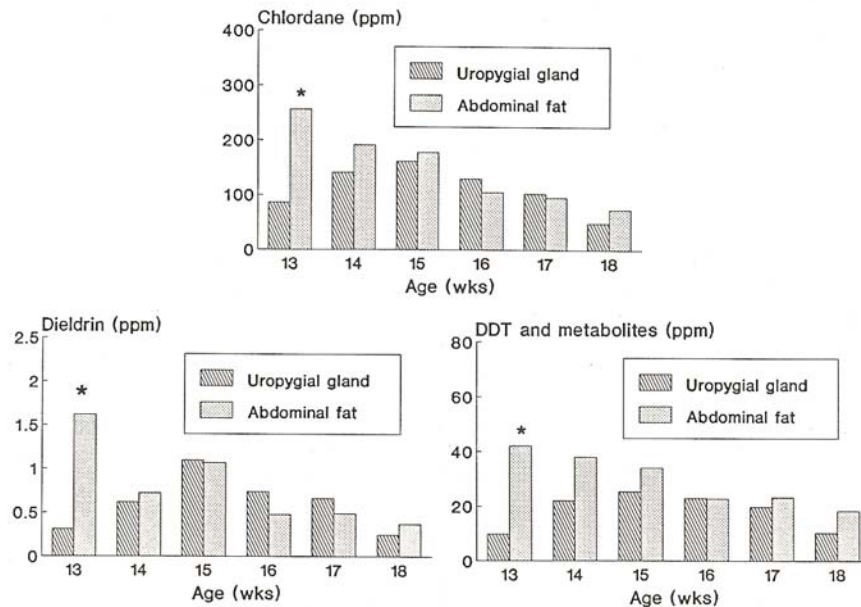 Chlordane (ppm)
400
300
200
100
0
Uropygial gland
Abdominal fat
*
13 14 15 16 17 18
Age (wks)
Dieldrin (ppm)
2.5
2
1.5
1
0.5
0
Uropygial gland
Abdominal fat
*
13 14 15 16 17 18
Age (wks)
DDT and metabolites (ppm)
80
60
40
20
0
Uropygial gland
Abdominal fat
*
13 14 15 16 17 18
Age (wks)